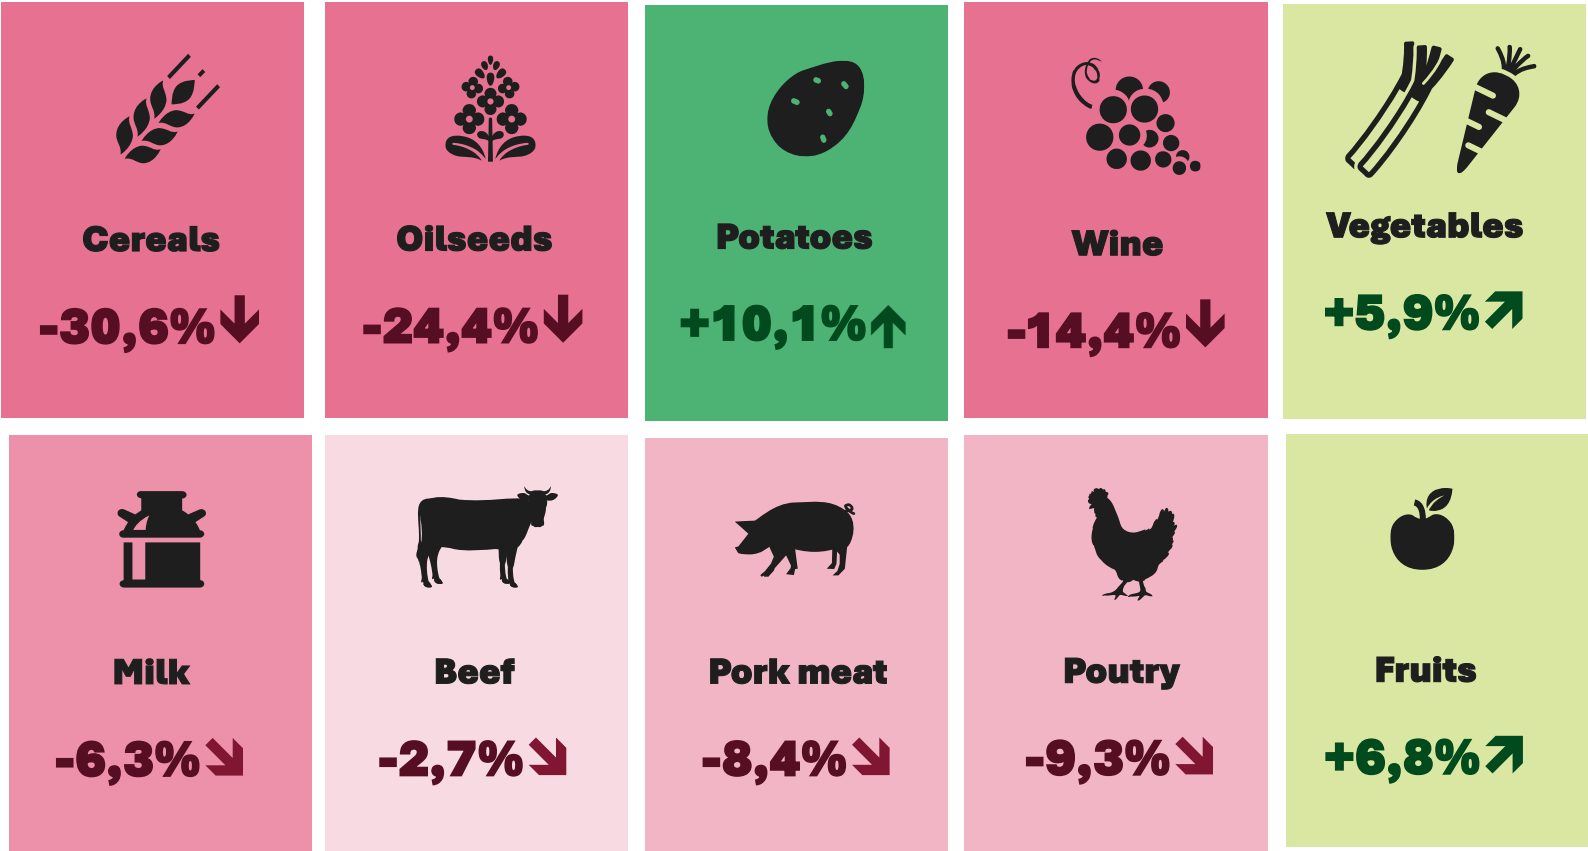 Cereals
-30,6%
Oilseeds
-24,4%
Potatoes
+10,1%
Wine
-14,4%
Vegetables
+5,9%
Milk
-6,3%
Beef
-2,7%
Pork meat
-8,4%
Poutry
-9,3%
Fruits
+6,8%